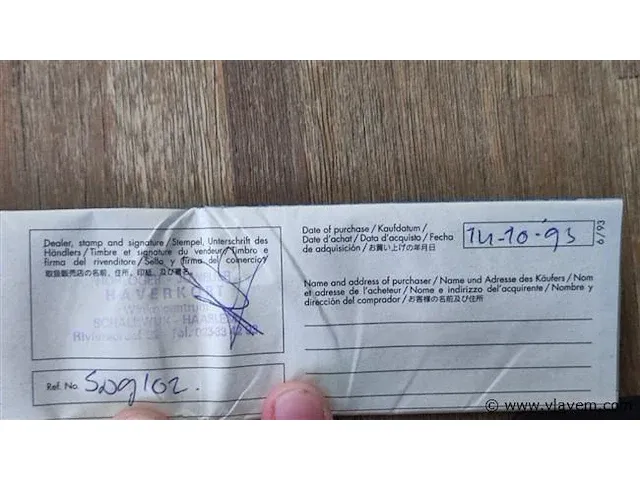 Dealer, stamp and signature / Stempel, Unterschrift des
Händlers / Timbre et signature du vendeur / Timbro e
firma del rivenditore / Sello y firma del comercio /
取扱販売店の名前、住所、印紙、及び署名。
HAVERKORT
SCHALKWIJK - HAARLEM
Ref. No. SDG102.
Date of purchase / Kaufdatum /
Date d'achat / Data d'acquisto / Fecha
de adquisición / お買い上げの年月日
14-10-'93
6/93
Name and address of purchaser / Name und Adresse des Käufers / Nom
et adresse de l'acheteur / Nome e indirizzo dell'acquirente / Nombre y
dirección del comprador / お客様の名前及び住所
© www.vlavem.com